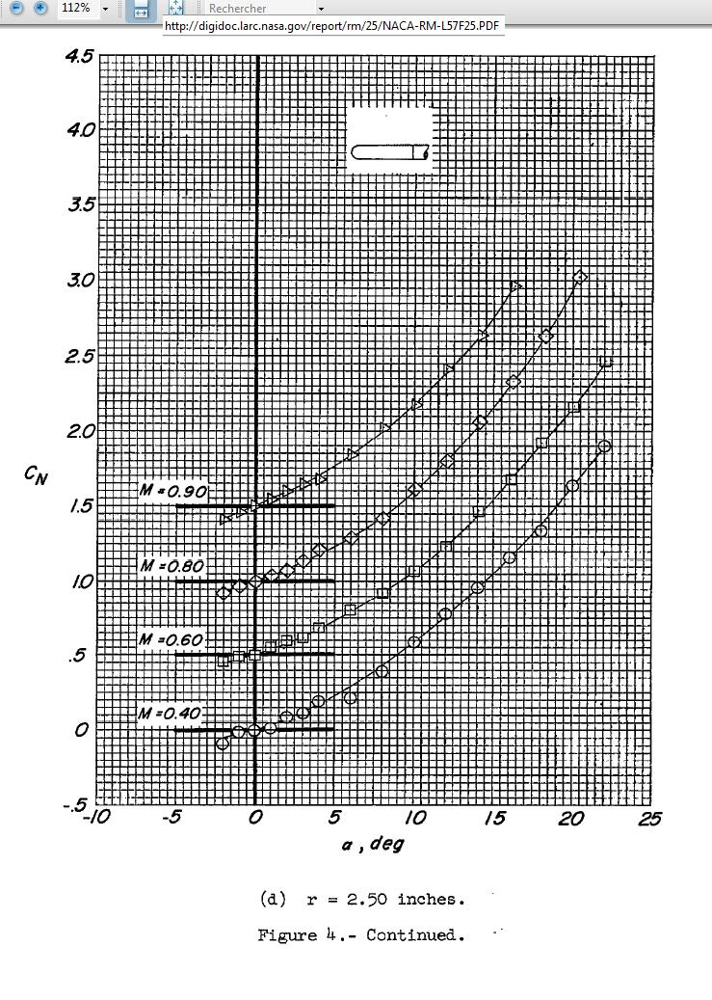 112%
Rechercher
http://digidoc.larc.nasa.gov/report/rm/25/NACA-RM-L57F25.PDF
4.5
4.0
3.5
3.0
2.5
2.0
CN
M = 0.90
1.5
M = 0.80
1.0
M = 0.60
.5
M = 0.40
0
-.5
-10 -5 0 5 10 15 20 25
a, deg
(d) r = 2.50 inches.
Figure 4.- Continued.